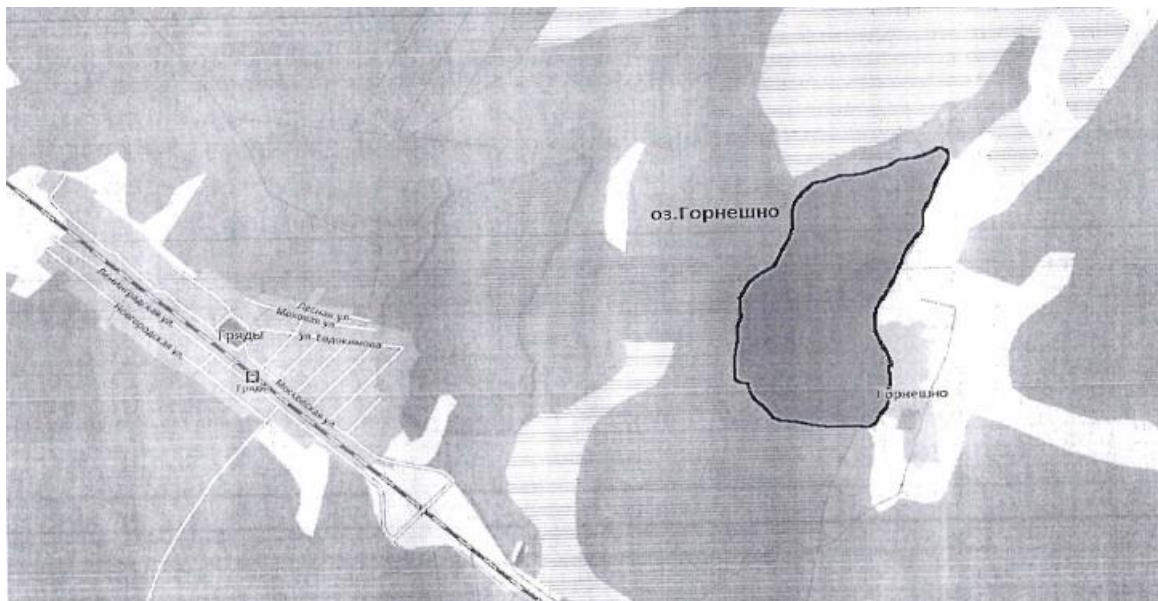 оз.Горнешно
Ленинградская ул.
Новгородская ул.
Лесная ул.
Моховая ул.
Гряды
ул. Евдокимова
Гряды
Московская ул.
Горнешно